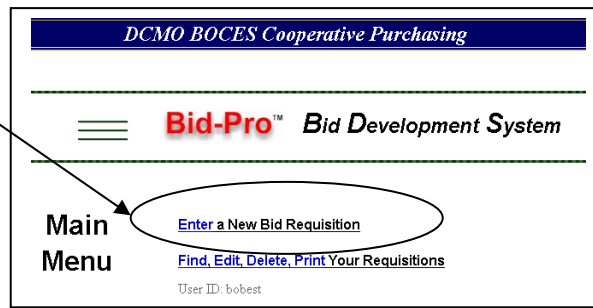 DCMO BOCES Cooperative Purchasing
Bid-Pro™ Bid Development System
Main Menu
Enter a New Bid Requisition
Find, Edit, Delete, Print Your Requisitions
User ID: bobest